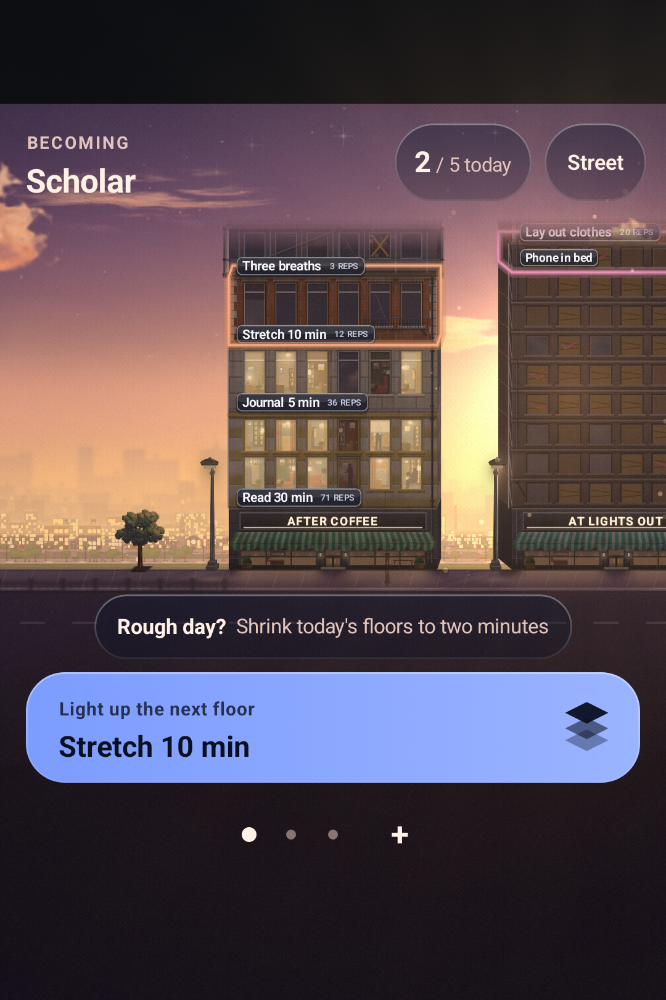 BECOMING
Scholar
2 / 5 today
Street
Lay out clothes 20 REPS
Phone in bed
Three breaths 3 REPS
Stretch 10 min 12 REPS
Journal 5 min 36 REPS
Read 30 min 71 REPS
AFTER COFFEE
AT LIGHTS OUT
Rough day? Shrink today's floors to two minutes
Light up the next floor
Stretch 10 min
+